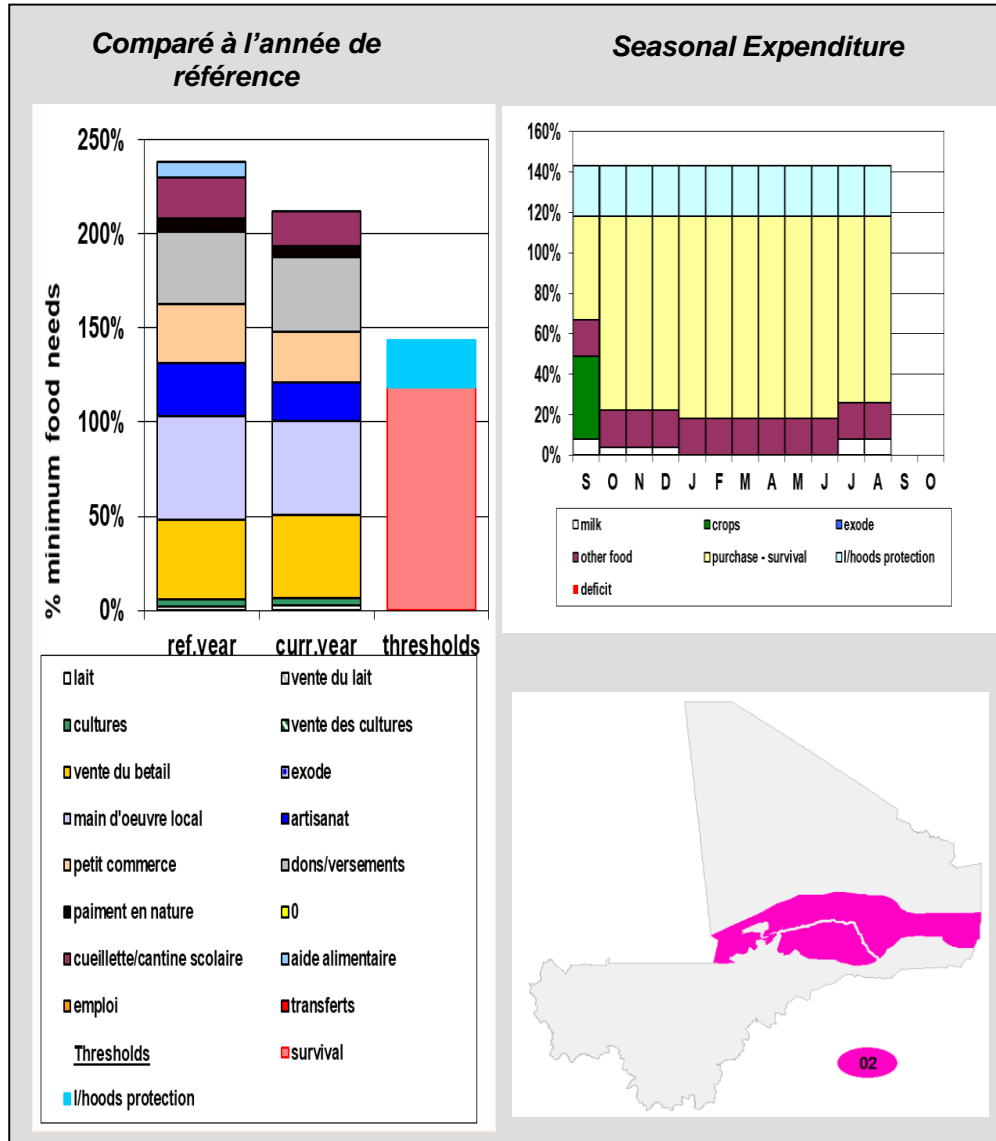 Comparé à l'année de
référence
250%
200%
150%
100%
50%
0%
% minimum food needs
ref.year
curr.year
thresholds
lait
vente du lait
cultures
vente des cultures
vente du betail
exode
main d'oeuvre local
artisanat
petit commerce
dons/versements
paiment en nature
0
cueillette/cantine scolaire
aide alimentaire
emploi
transferts
Thresholds
survival
l/hoods protection
Seasonal Expenditure
160%
140%
120%
100%
80%
60%
40%
20%
0%
S O N D J F M A M J J A S O
milk
crops
exode
other food
purchase - survival
l/hoods protection
deficit
02